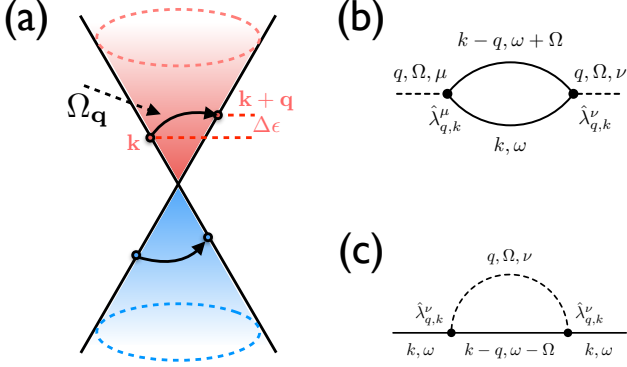 (a)
Ω_q
k + q
Δϵ
k
(b)
k − q, ω + Ω
q, Ω, μ
q, Ω, ν
λ̂^μ_{q,k}
λ̂^ν_{q,k}
k, ω
(c)
q, Ω, ν
λ̂^ν_{q,k}
λ̂^ν_{q,k}
k, ω
k − q, ω − Ω
k, ω